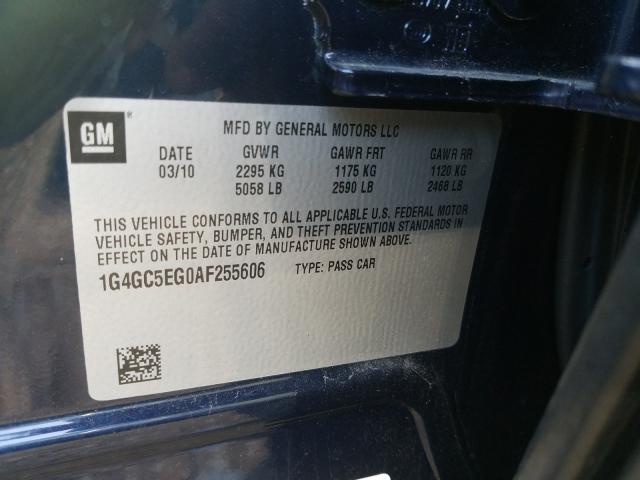 GM
MFD BY GENERAL MOTORS LLC
DATE GVWR GAWR FRT GAWR RR
03/10 2295 KG 1175 KG 1120 KG
5058 LB 2590 LB 2468 LB
THIS VEHICLE CONFORMS TO ALL APPLICABLE U.S. FEDERAL MOTOR
VEHICLE SAFETY, BUMPER, AND THEFT PREVENTION STANDARDS IN
EFFECT ON THE DATE OF MANUFACTURE SHOWN ABOVE.
1G4GC5EG0AF255606 TYPE: PASS CAR